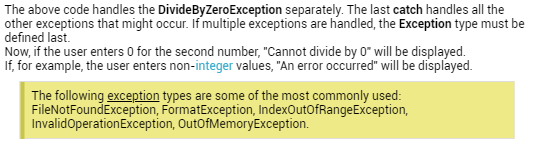 The above code handles the DivideByZeroException separately. The last catch handles all the
other exceptions that might occur. If multiple exceptions are handled, the Exception type must be
defined last.
Now, if the user enters 0 for the second number, "Cannot divide by 0" will be displayed.
If, for example, the user enters non-integer values, "An error occurred" will be displayed.
The following exception types are some of the most commonly used:
FileNotFoundException, FormatException, IndexOutOfRangeException,
InvalidOperationException, OutOfMemoryException.